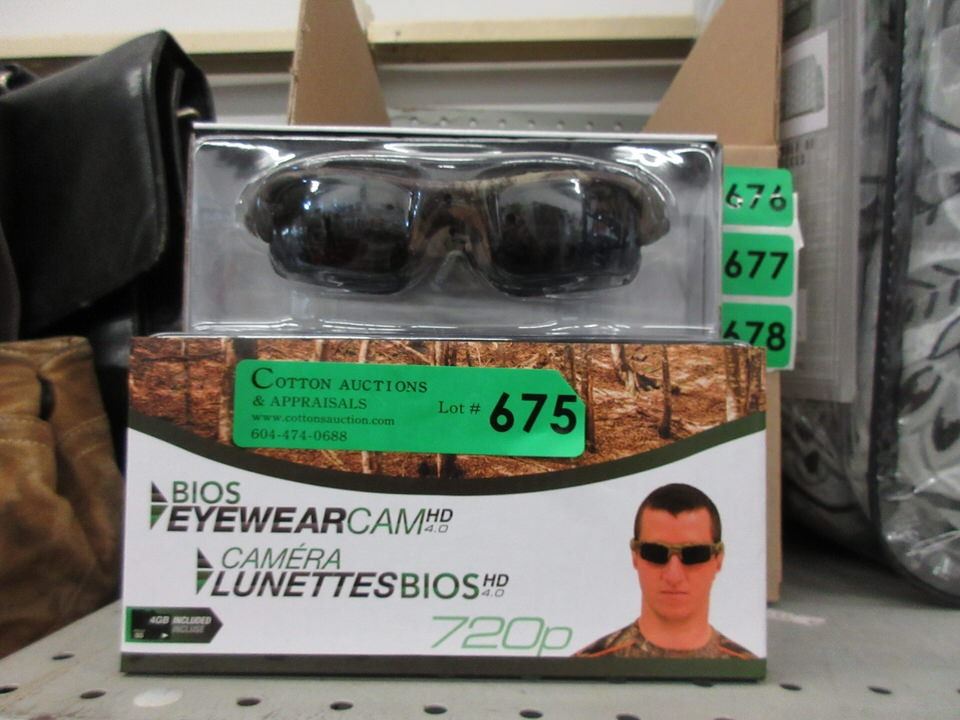 676
677
678
COTTON AUCTIONS
& APPRAISALS
www.cottonsauction.com
604-474-0688
Lot # 675
BIOS
EYEWEARCAM HD 4.0
CAMÉRA
LUNETTESBIOS HD 4.0
4GB INCLUDED
INCLUSE
720p